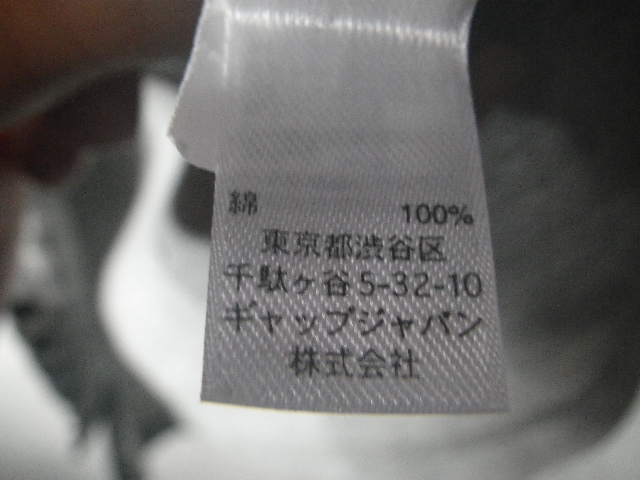 綿 100%
東京都渋谷区
千駄ヶ谷5-32-10
ギャップジャパン
株式会社